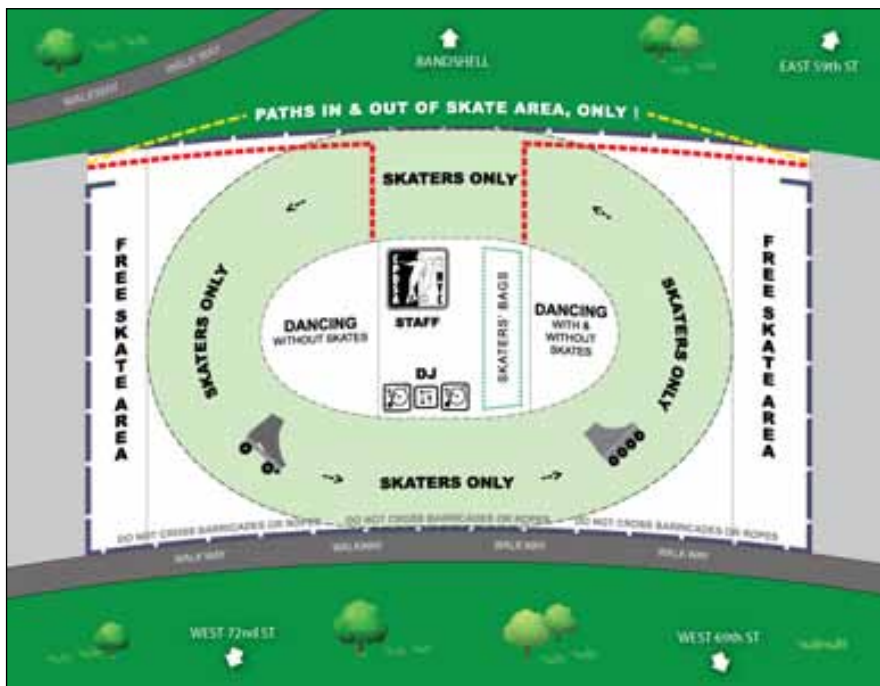 BANDSHELL
EAST 59th ST
WALKWAY
WALK WAY
PATHS IN & OUT OF SKATE AREA, ONLY !
SKATERS ONLY
FREE SKATE AREA
SKATERS ONLY
DANCING
WITHOUT SKATES
STAFF
DJ
SKATERS' BAGS
DANCING
WITH &
WITHOUT
SKATES
SKATERS ONLY
FREE SKATE AREA
SKATERS ONLY
DO NOT CROSS BARRICADES OR ROPES
DO NOT CROSS BARRICADES OR ROPES
DO NOT CROSS BARRICADES OR ROPES
WALK WAY
WALKWAY
WALK WAY
WALK WAY
WEST 72nd ST
WEST 69th ST